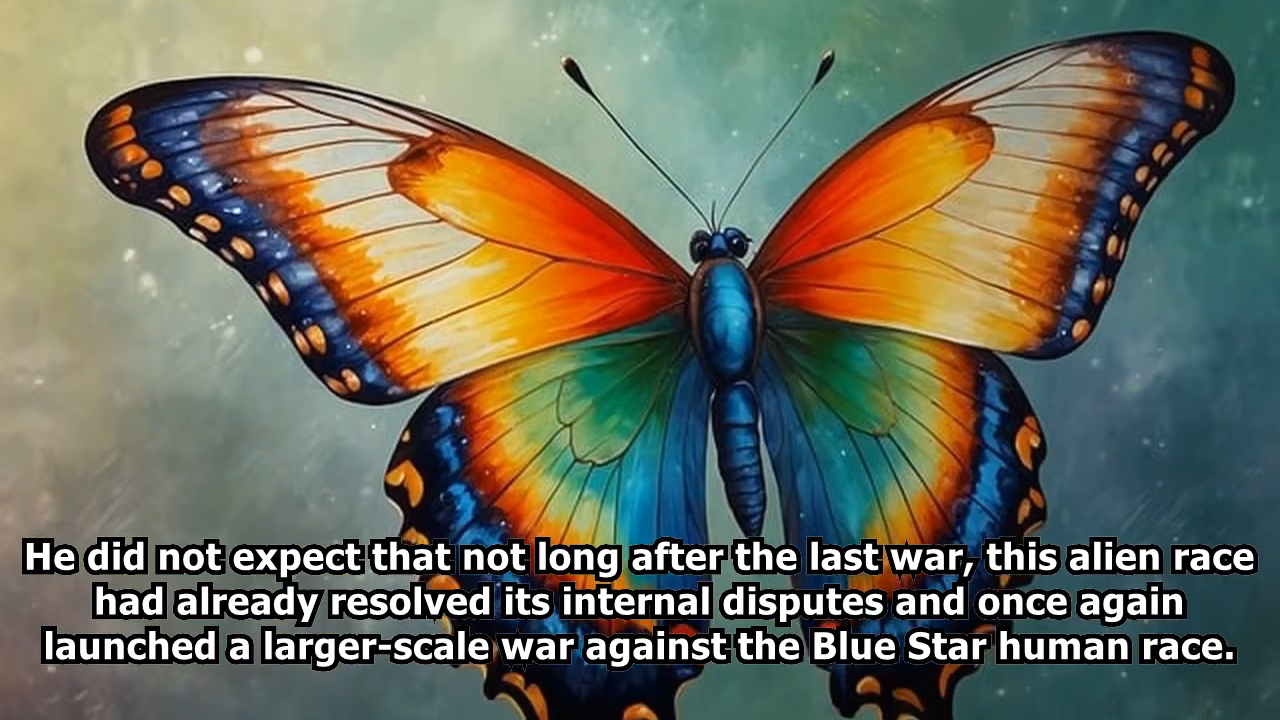 He did not expect that not long after the last war, this alien race
had already resolved its internal disputes and once again
launched a larger-scale war against the Blue Star human race.